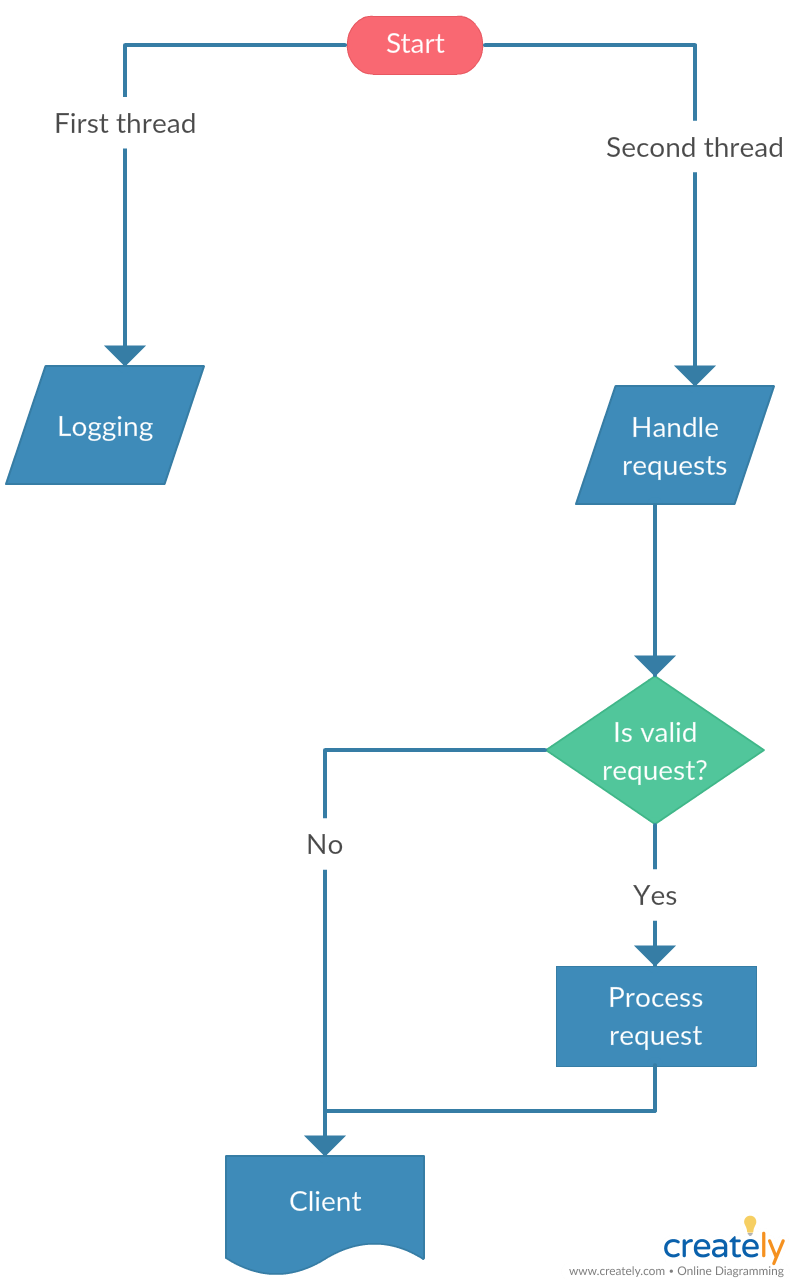 Start
First thread
Second thread
Logging
Handle
requests
Is valid
request?
No
Yes
Process
request
Client
creately
www.creately.com • Online Diagramming